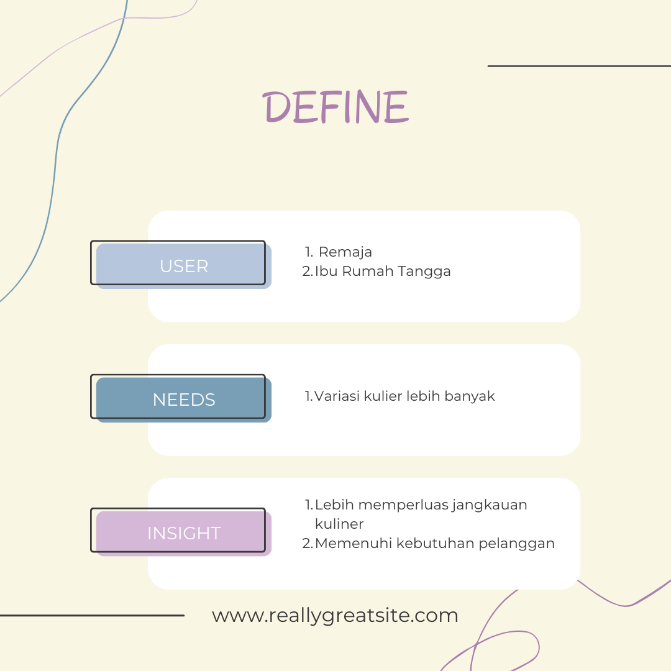 DEFINE
USER
1. Remaja
2.Ibu Rumah Tangga
NEEDS
1.Variasi kulier lebih banyak
INSIGHT
1.Lebih memperluas jangkauan
kuliner
2.Memenuhi kebutuhan pelanggan
www.reallygreatsite.com